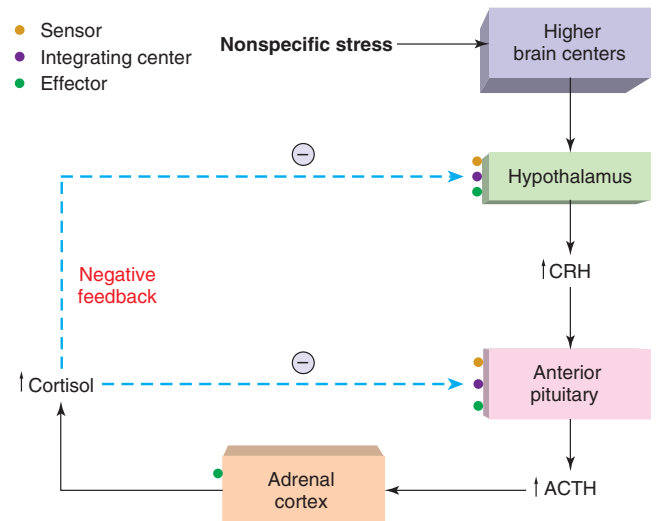 Sensor
Integrating center
Effector
Nonspecific stress
Higher
brain centers
−
Hypothalamus
↑CRH
Negative
feedback
−
Anterior
pituitary
↑Cortisol
Adrenal
cortex
↑ACTH